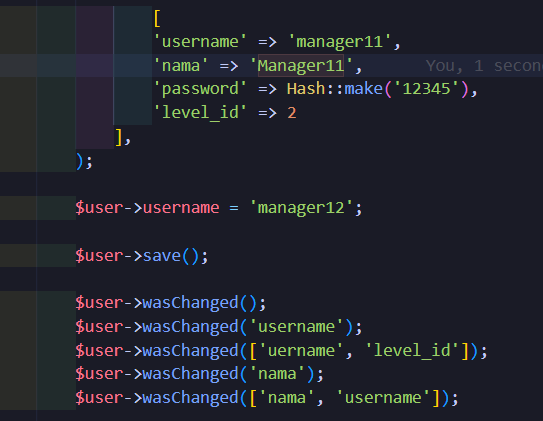 [
'username' => 'manager11',
'nama' => 'Manager11', You, 1 secon
'password' => Hash::make('12345'),
'level_id' => 2
],
);
$user->username = 'manager12';
$user->save();
$user->wasChanged();
$user->wasChanged('username');
$user->wasChanged(['uername', 'level_id']);
$user->wasChanged('nama');
$user->wasChanged(['nama', 'username']);